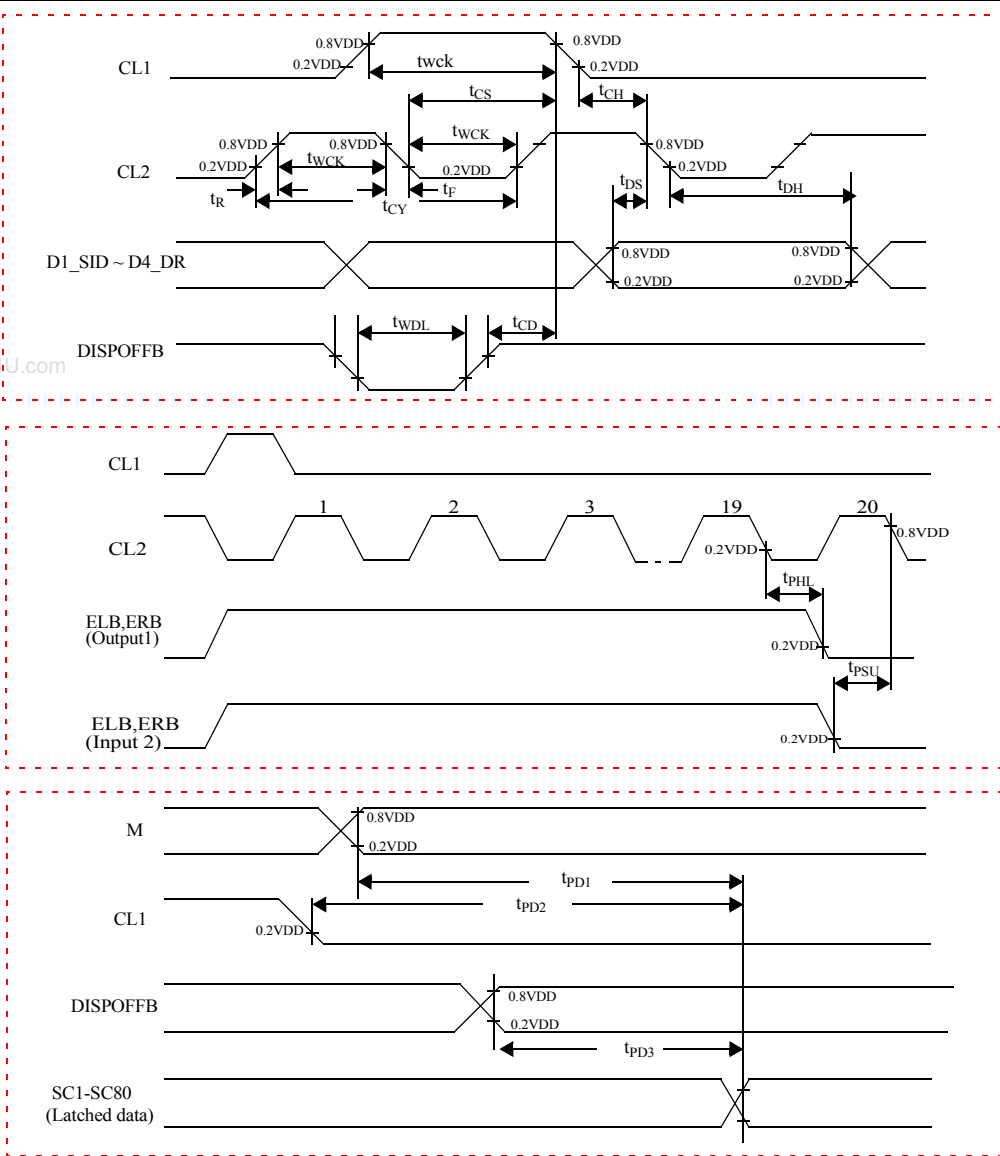 0.8VDD
0.8VDD
CL1
0.2VDD
twck
0.2VDD
tCS
tCH
0.8VDD
0.8VDD
tWCK
0.8VDD
CL2
0.2VDD
tWCK
0.2VDD
0.2VDD
tR
tCY
tF
tDS
tDH
D1_SID ~ D4_DR
0.8VDD
0.8VDD
0.2VDD
0.2VDD
DISPOFFB
tWDL
tCD
U.com
CL1
1
2
3
19
20
CL2
0.2VDD
0.8VDD
tPHL
ELB,ERB
(Output1)
0.2VDD
tPSU
ELB,ERB
(Input 2)
0.2VDD
M
0.8VDD
0.2VDD
tPD1
tPD2
CL1
0.2VDD
DISPOFFB
0.8VDD
0.2VDD
tPD3
SC1-SC80
(Latched data)